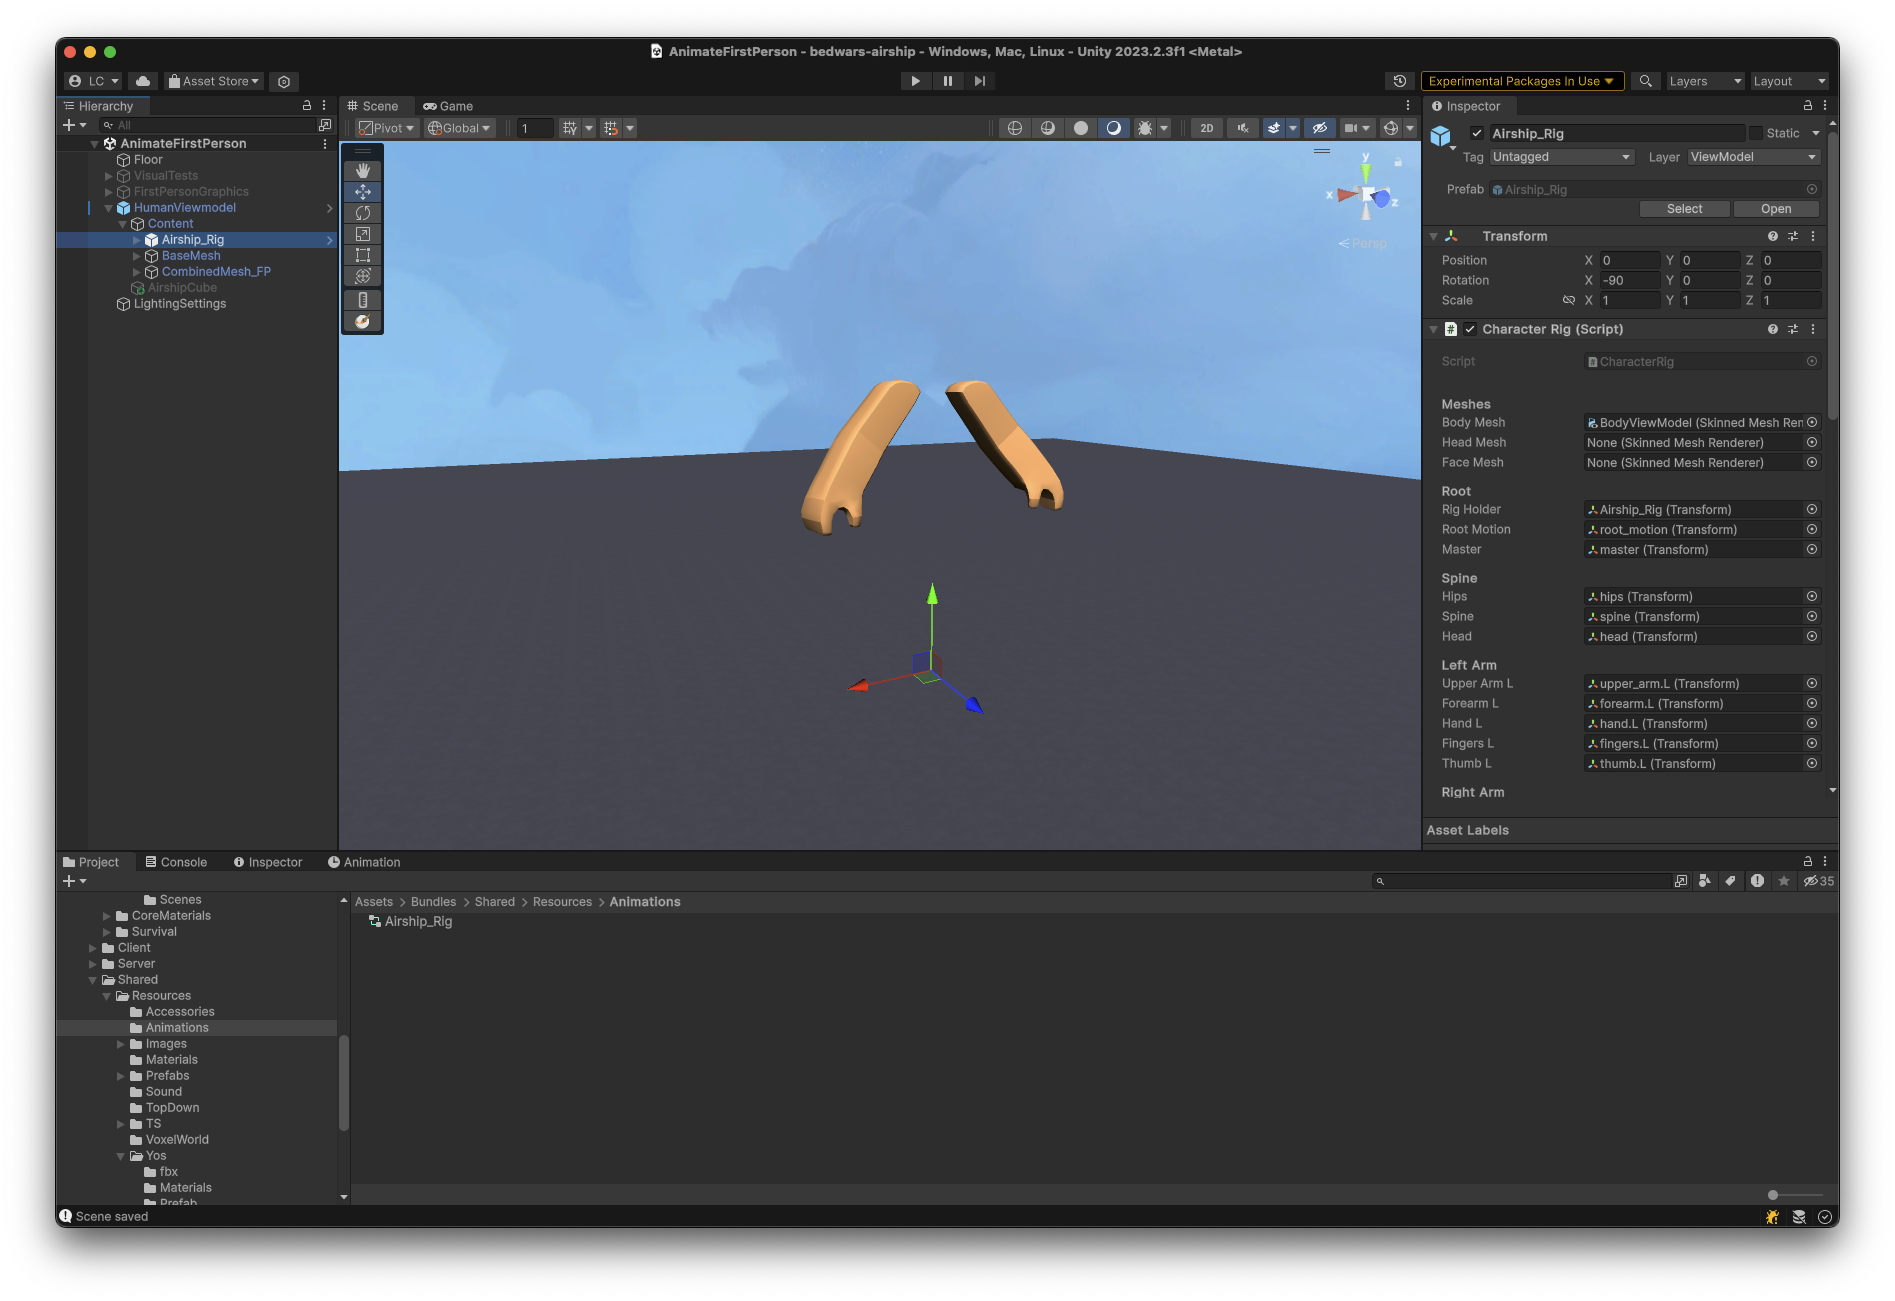 AnimateFirstPerson - bedwars-airship - Windows, Mac, Linux - Unity 2023.2.3f1 <Metal>
LC Asset Store Experimental Packages In Use Layers Layout
Hierarchy
All
AnimateFirstPerson
Floor
VisualTests
FirstPersonGraphics
HumanViewmodel
Content
Airship_Rig
BaseMesh
CombinedMesh_FP
AirshipCube
LightingSettings
Scene Game
Pivot Global 1 2D
y
x
z
Persp
Inspector
Airship_Rig Static
Tag Untagged Layer ViewModel
Prefab Airship_Rig
Select Open
Transform
Position X 0 Y 0 Z 0
Rotation X -90 Y 0 Z 0
Scale X 1 Y 1 Z 1
# Character Rig (Script)
Script CharacterRig
Meshes
Body Mesh BodyViewModel (Skinned Mesh Ren
Head Mesh None (Skinned Mesh Renderer)
Face Mesh None (Skinned Mesh Renderer)
Root
Rig Holder Airship_Rig (Transform)
Root Motion root_motion (Transform)
Master master (Transform)
Spine
Hips hips (Transform)
Spine spine (Transform)
Head head (Transform)
Left Arm
Upper Arm L upper_arm.L (Transform)
Forearm L forearm.L (Transform)
Hand L hand.L (Transform)
Fingers L fingers.L (Transform)
Thumb L thumb.L (Transform)
Right Arm
Asset Labels
Project Console Inspector Animation
35
Scenes
CoreMaterials
Survival
Client
Server
Shared
Resources
Accessories
Animations
Images
Materials
Prefabs
Sound
TopDown
TS
VoxelWorld
Yos
fbx
Materials
Prefab
Assets > Bundles > Shared > Resources > Animations
Airship_Rig
Scene saved